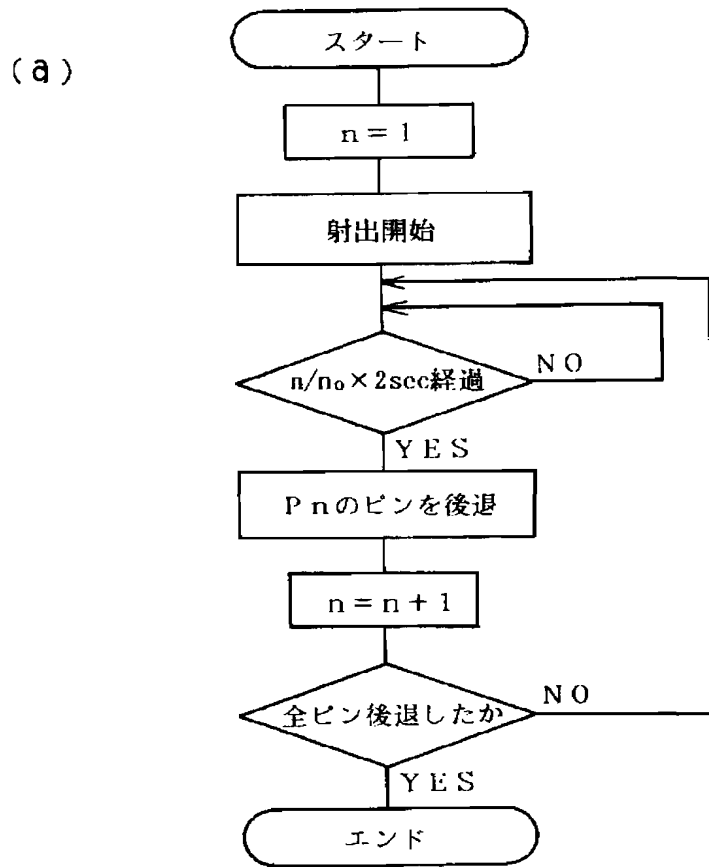 (a)
スタート
n = 1
射出開始
n/n₀×2sec経過
NO
YES
Pnのピンを後退
n = n + 1
全ピン後退したか
NO
YES
エンド